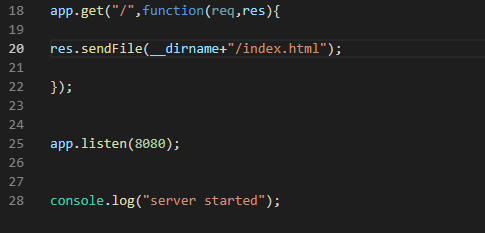 18 app.get("/",function(req,res){
19
20 res.sendFile(__dirname+"/index.html");
21
22 });
23
24
25 app.listen(8080);
26
27
28 console.log("server started");